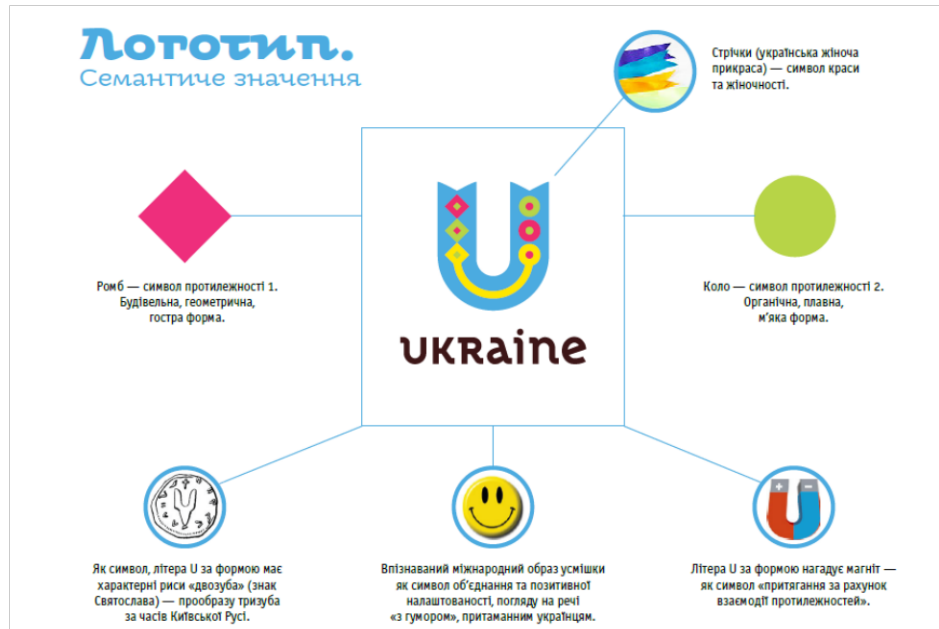 Логотип.
Семантиче значення
Стрічки (українська жіноча
прикраса) — символ краси
та жіночності.
Ромб — символ протилежності 1.
Будівельна, геометрична,
гостра форма.
Коло — символ протилежності 2.
Органічна, плавна,
м’яка форма.
UKRaine
Як символ, літера U за формою має
характерні риси «двозуба» (знак
Святослава) — прообразу тризуба
за часів Київської Русі.
Впізнаваний міжнародний образ усмішки
як символ об’єднання та позитивної
налаштованості, погляду на речі
«з гумором», притаманним українцям.
+ −
Літера U за формою нагадує магніт —
як символ «притягання за рахунок
взаємодії протилежностей».